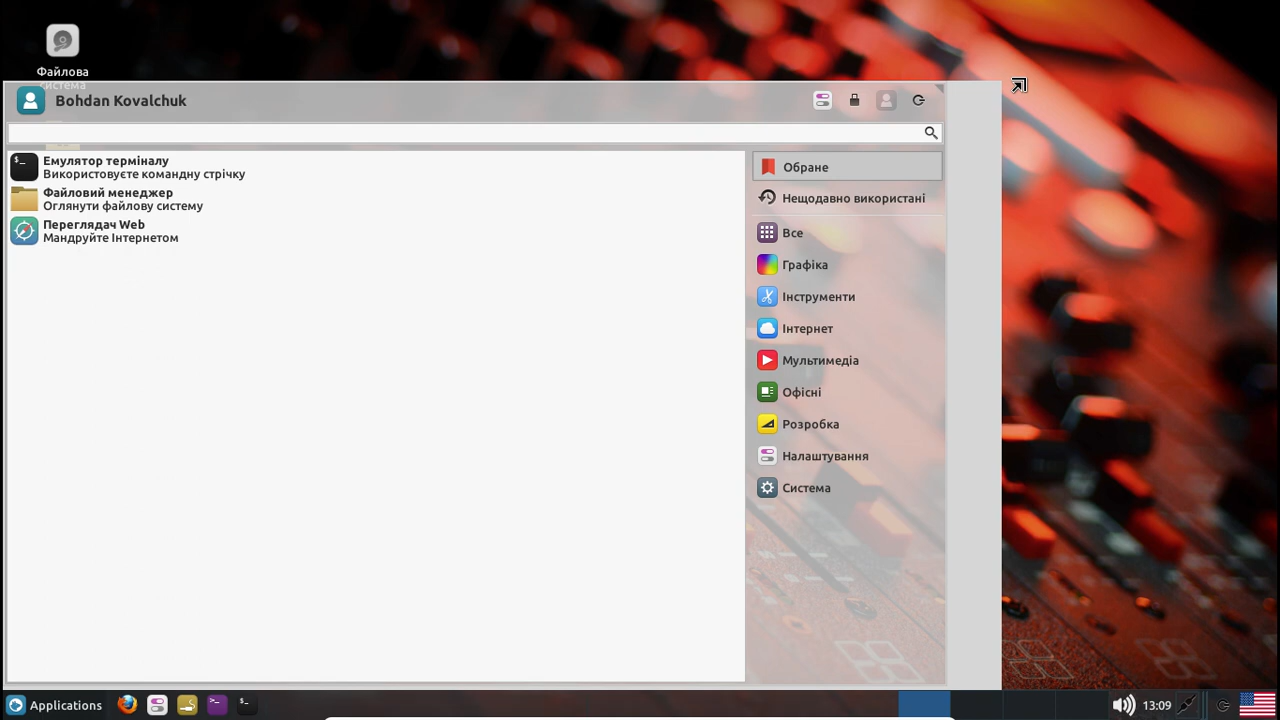 Файлова
система
Bohdan Kovalchuk
Емулятор терміналу
Використовуєте командну стрічку
Файловий менеджер
Оглянути файлову систему
Переглядач Web
Мандруйте Інтернетом
Обране
Нещодавно використані
Все
Графіка
Інструменти
Інтернет
Мультимедіа
Офісні
Розробка
Налаштування
Система
Applications
13:09